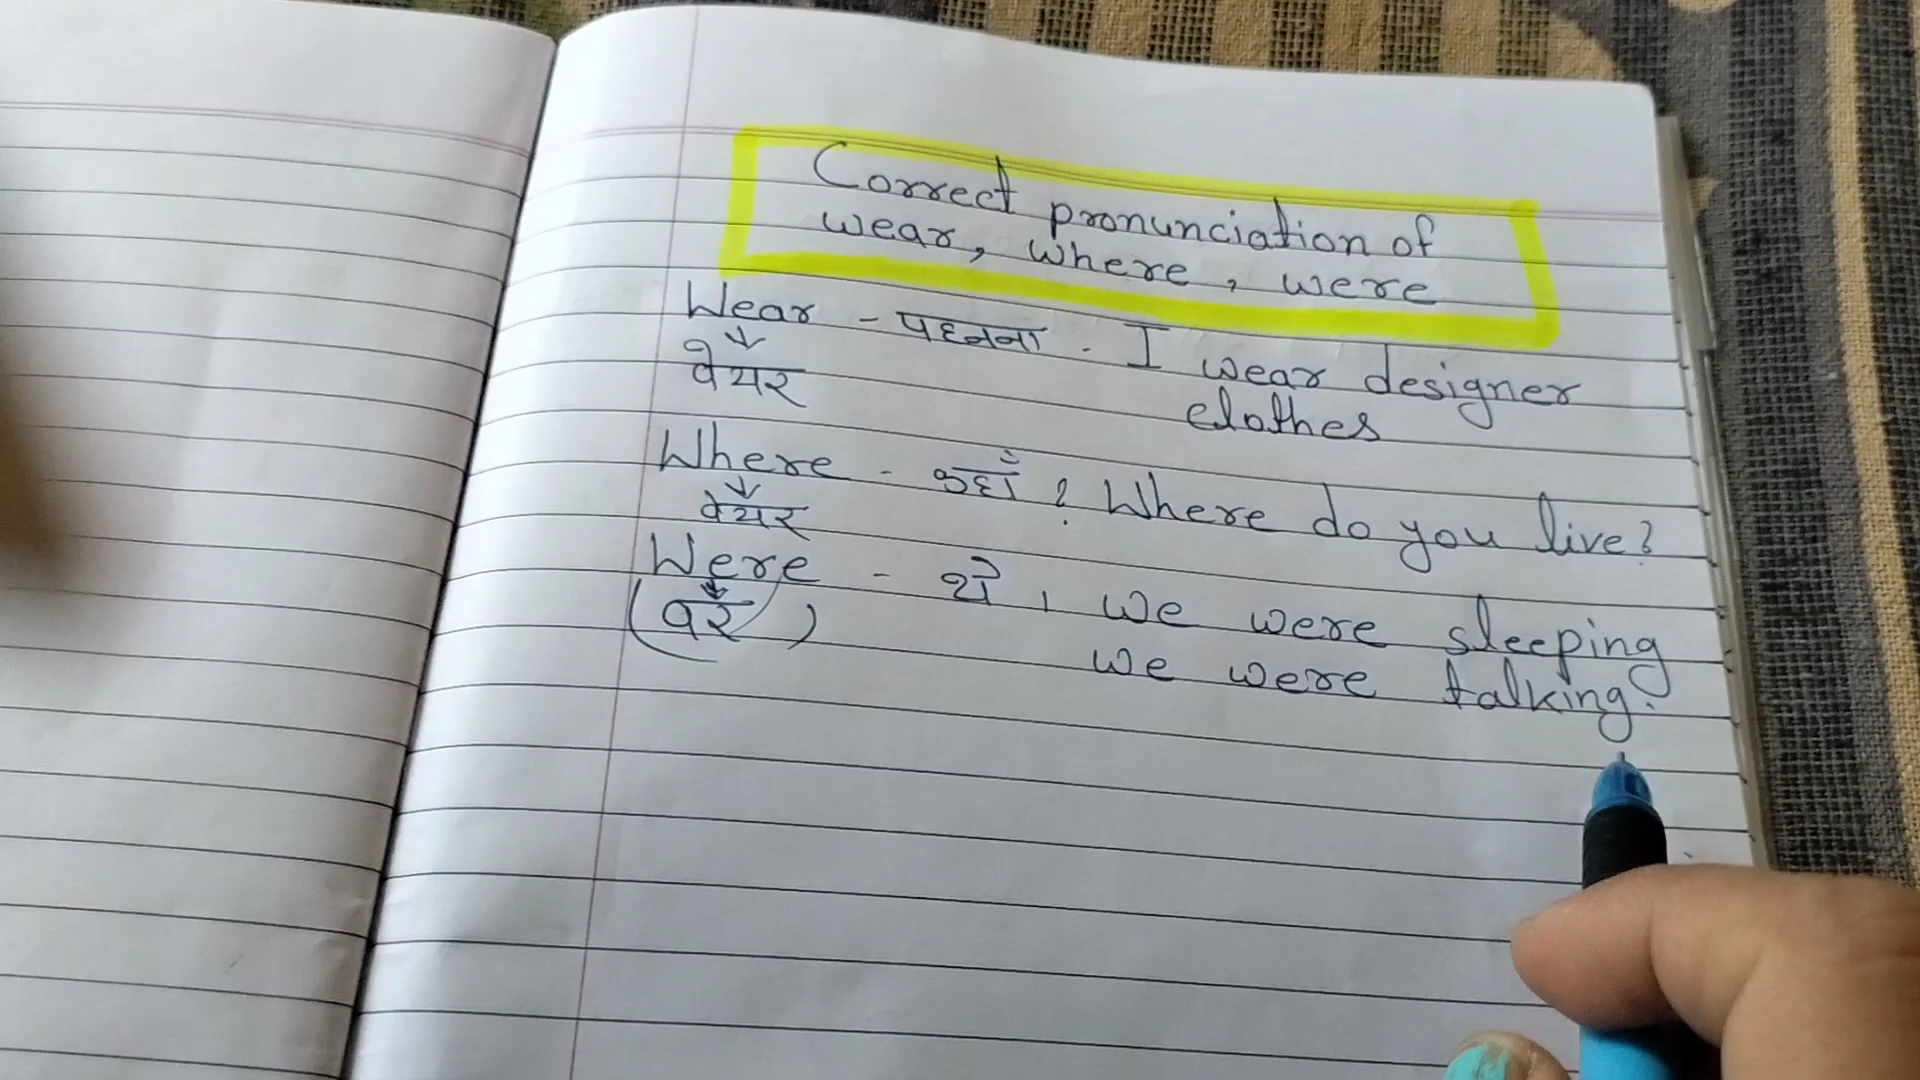 Correct pronunciation of
wear, where, were
Wear - पहनना - I wear designer
वेयर clothes
Where - कहाँ ? Where do you live?
वेयर
Were - थे, we were sleeping
(वर) we were talking.